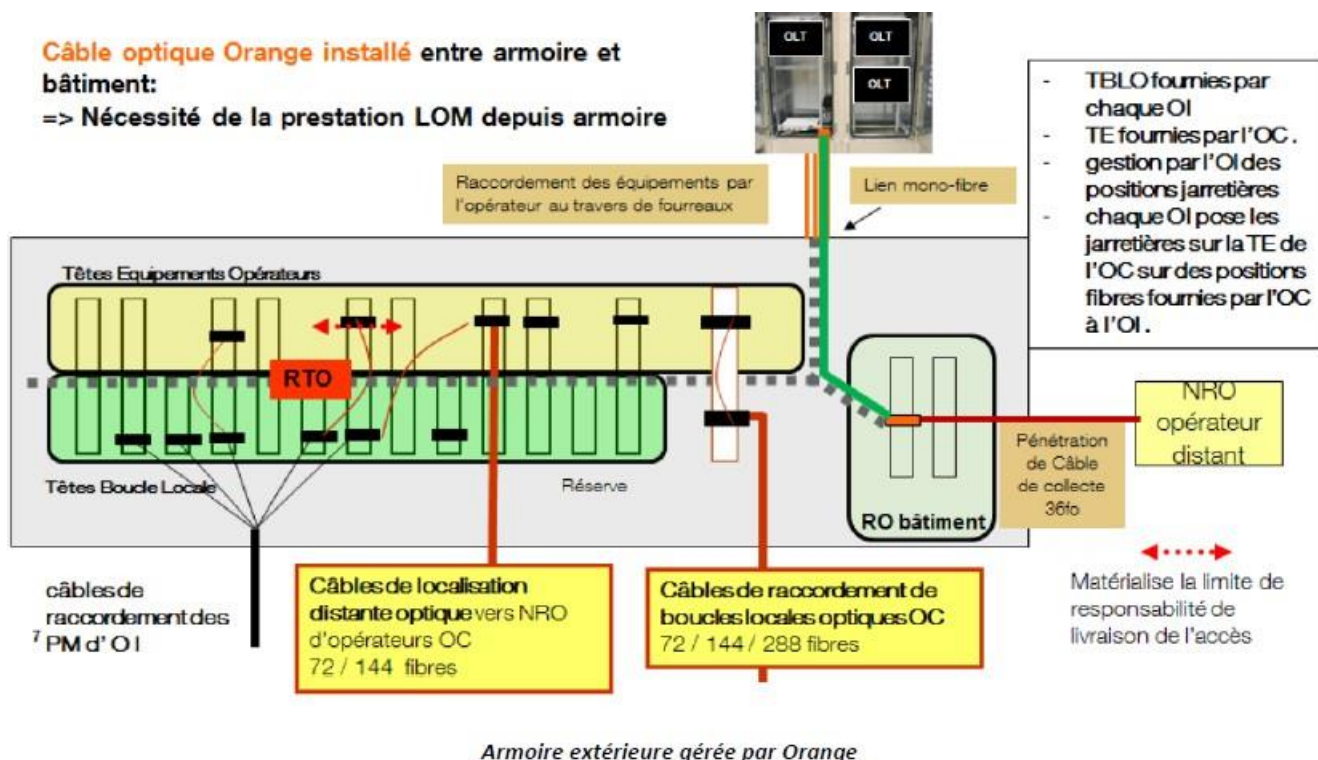 Câble optique Orange installé entre armoire et
bâtiment:
=> Nécessité de la prestation LOM depuis armoire
OLT
OLT
OLT
- TBLO fournies par
chaque OI
- TE fournies par l'OC .
- gestion par l'OI des
positions jarretières
- chaque OI pose les
jarretières sur la TE de
l'OC sur des positions
fibres fournies par l'OC
à l'OI .
Raccordement des équipements par
l'opérateur au travers de fourreaux
Lien mono-fibre
Têtes Equipements Opérateurs
RTO
Têtes Boucle Locale
Réserve
RO bâtiment
Pénétration
de Câble
de collecte
36fo
NRO
opérateur
distant
câbles de
raccordement des
7 PM d' OI
Câbles de localisation
distante optique vers NRO
d'opérateurs OC
72 / 144 fibres
Câbles de raccordement de
boucles locales optiques OC
72 / 144 / 288 fibres
Matérialise la limite de
responsabilité de
livraison de l'accès
Armoire extérieure gérée par Orange